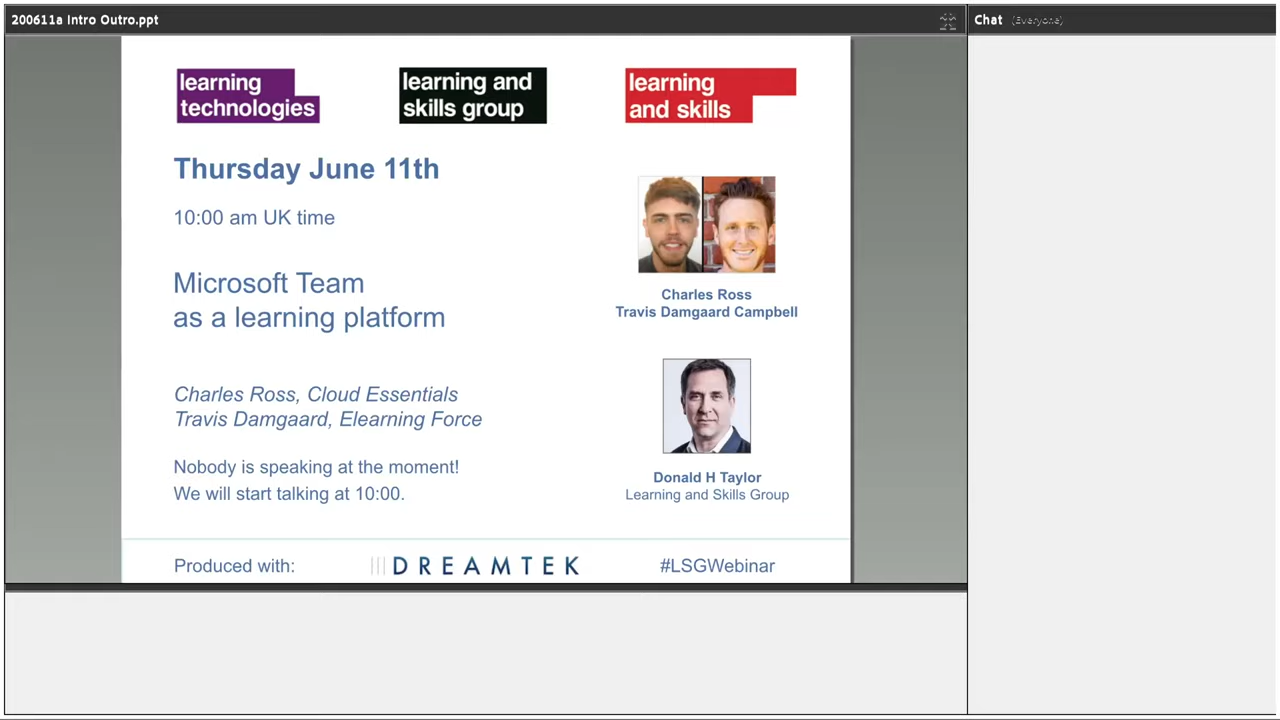 200611a Intro Outro.ppt
Chat (Everyone)
learning
technologies
learning and
skills group
learning
and skills
Thursday June 11th
10:00 am UK time
Microsoft Team
as a learning platform
Charles Ross
Travis Damgaard Campbell
Charles Ross, Cloud Essentials
Travis Damgaard, Elearning Force
Nobody is speaking at the moment!
We will start talking at 10:00.
Donald H Taylor
Learning and Skills Group
Produced with:
DREAMTEK
#LSGWebinar